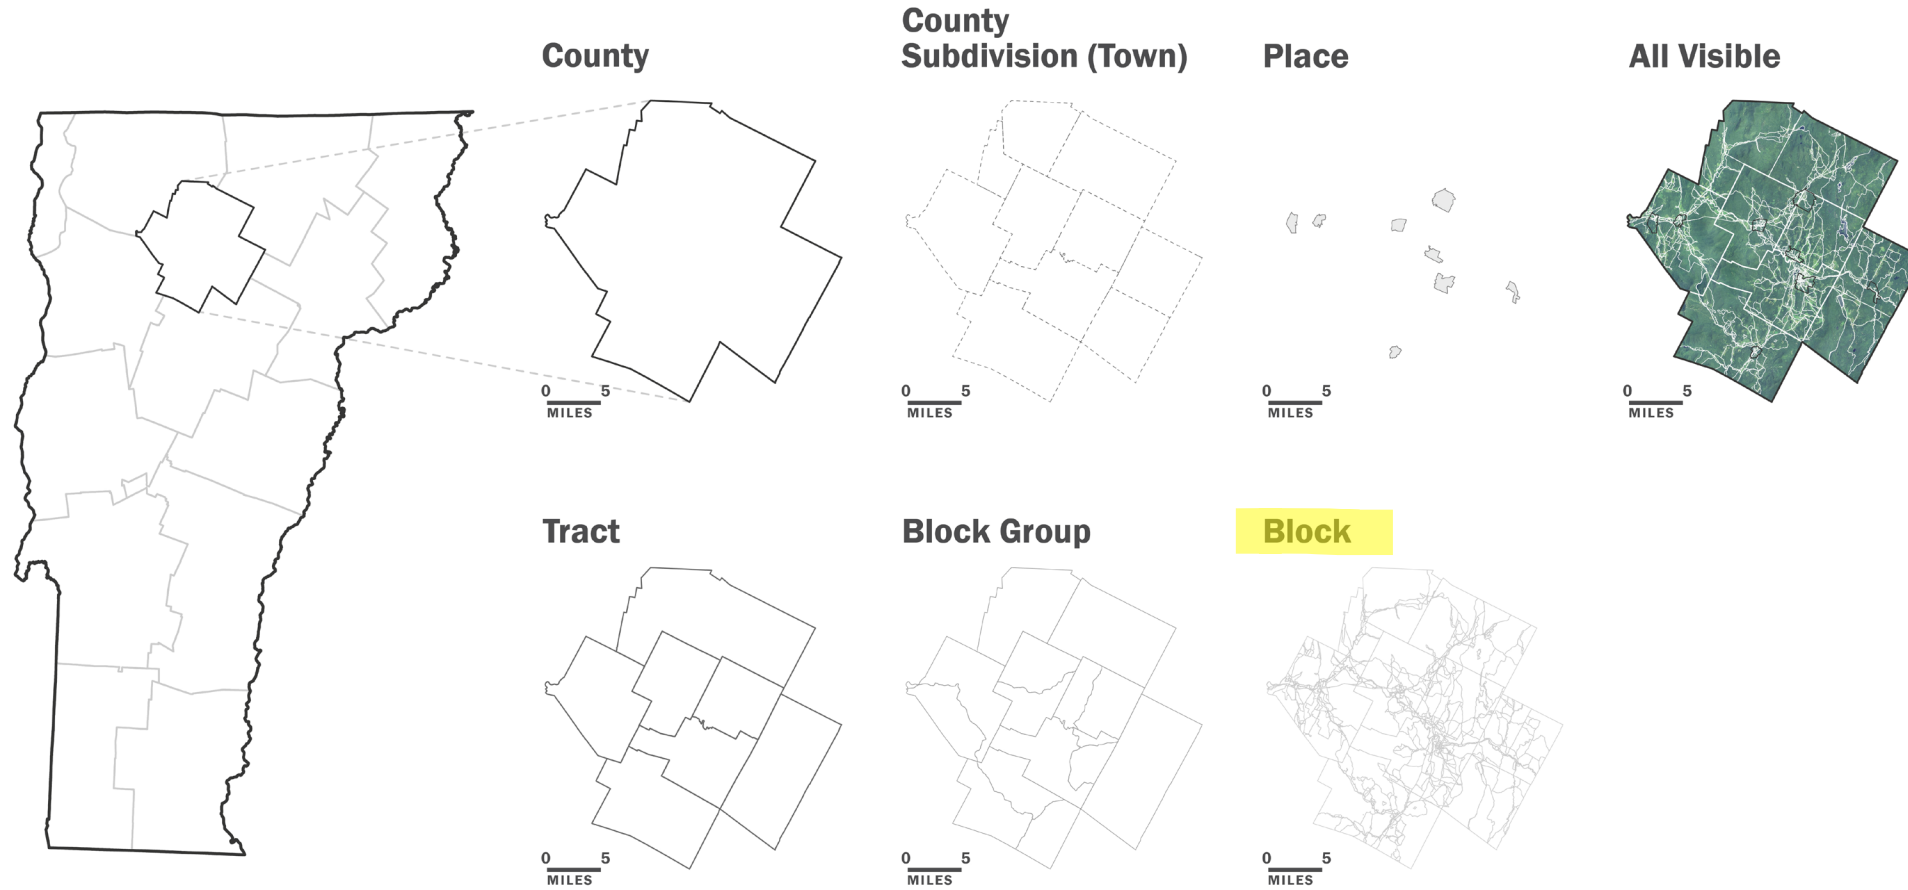 County
County
Subdivision (Town)
Place
All Visible
0 5
MILES
0 5
MILES
0 5
MILES
0 5
MILES
Tract
Block Group
Block
0 5
MILES
0 5
MILES
0 5
MILES